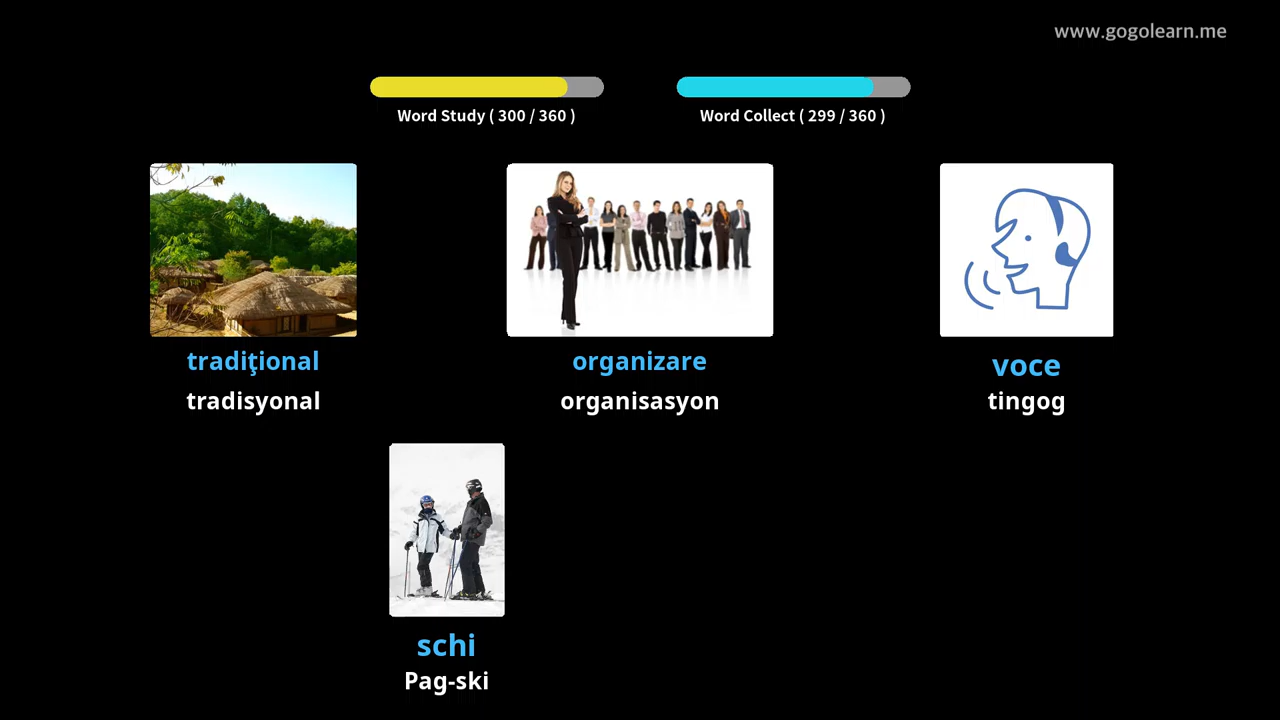 www.gogolearn.me
Word Study ( 300 / 360 )
Word Collect ( 299 / 360 )
tradiţional
tradisyonal
organizare
organisasyon
voce
tingog
schi
Pag-ski